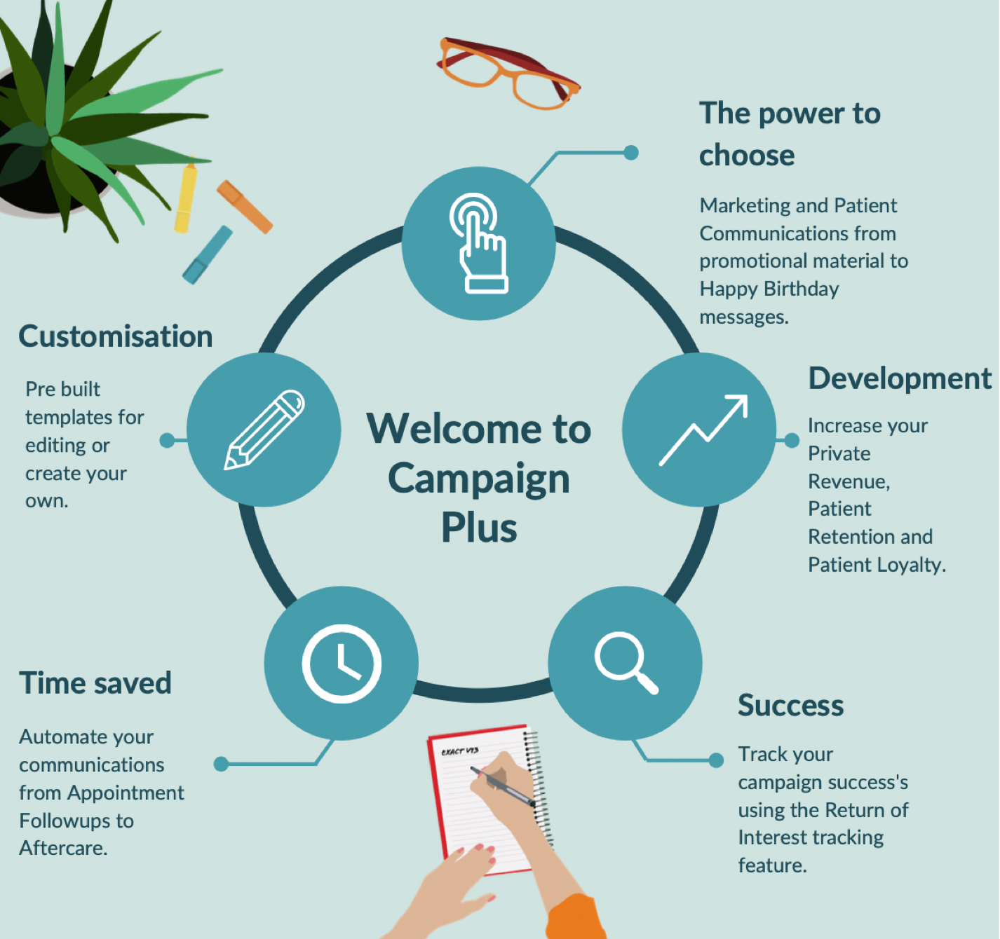 The power to
choose
Marketing and Patient
Communications from
promotional material to
Happy Birthday
messages.
Customisation
Pre built
templates for
editing or
create your
own.
Welcome to
Campaign
Plus
Development
Increase your
Private
Revenue,
Patient
Retention and
Patient Loyalty.
Time saved
Automate your
communications
from Appointment
Followups to
Aftercare.
Success
Track your
campaign success's
using the Return of
Interest tracking
feature.
EXACT V13